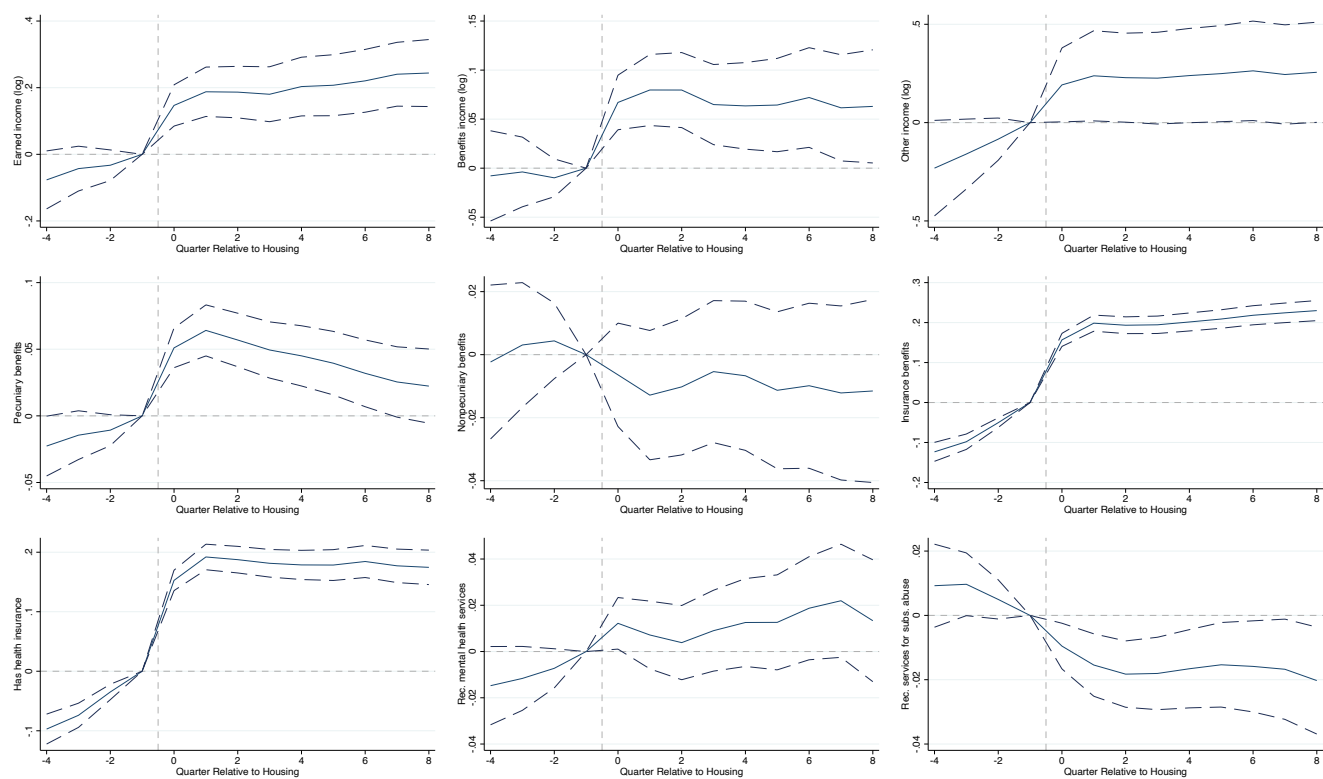 Earned income (log)
.4
.2
0
-.2
-4 -2 0 2 4 6 8
Quarter Relative to Housing
Benefits income (log)
.15
.1
.05
0
-.05
-4 -2 0 2 4 6 8
Quarter Relative to Housing
Other income (log)
.5
0
-.5
-4 -2 0 2 4 6 8
Quarter Relative to Housing
Pecuniary benefits
.1
.05
0
-.05
-4 -2 0 2 4 6 8
Quarter Relative to Housing
Nonpecuniary benefits
.02
0
-.02
-.04
-4 -2 0 2 4 6 8
Quarter Relative to Housing
Insurance benefits
.3
.2
.1
0
-.1
-.2
-4 -2 0 2 4 6 8
Quarter Relative to Housing
Has health insurance
.2
.1
0
-.1
-4 -2 0 2 4 6 8
Quarter Relative to Housing
Rec. mental health services
.04
.02
0
-.02
-.04
-4 -2 0 2 4 6 8
Quarter Relative to Housing
Rec. services for subs. abuse
.02
0
-.02
-.04
-4 -2 0 2 4 6 8
Quarter Relative to Housing